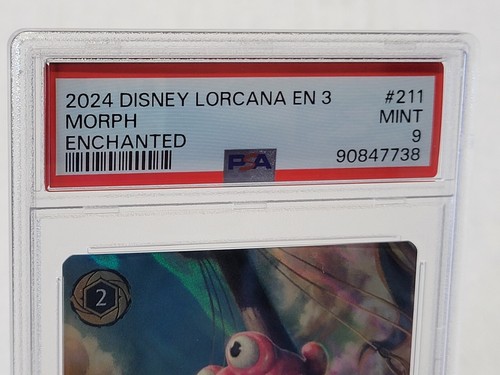 2024 DISNEY LORCANA EN 3 #211
MORPH MINT
ENCHANTED 9
PSA 90847738
2